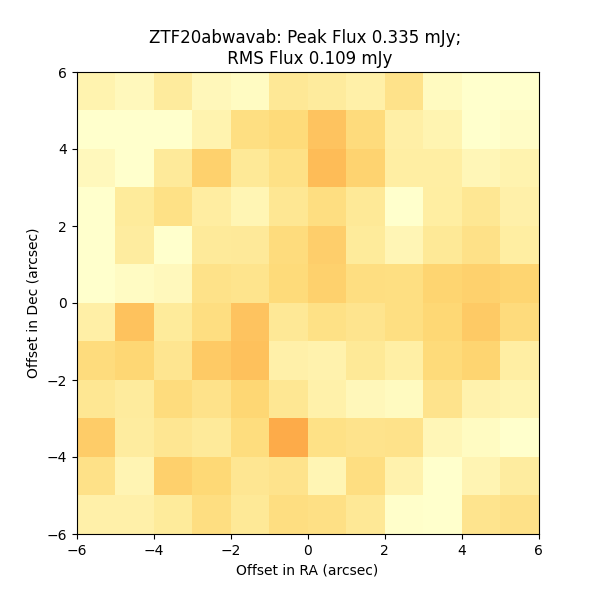 ZTF20abwavab: Peak Flux 0.335 mJy;
RMS Flux 0.109 mJy
6
4
2
0
−2
−4
−6
Offset in Dec (arcsec)
−6 −4 −2 0 2 4 6
Offset in RA (arcsec)